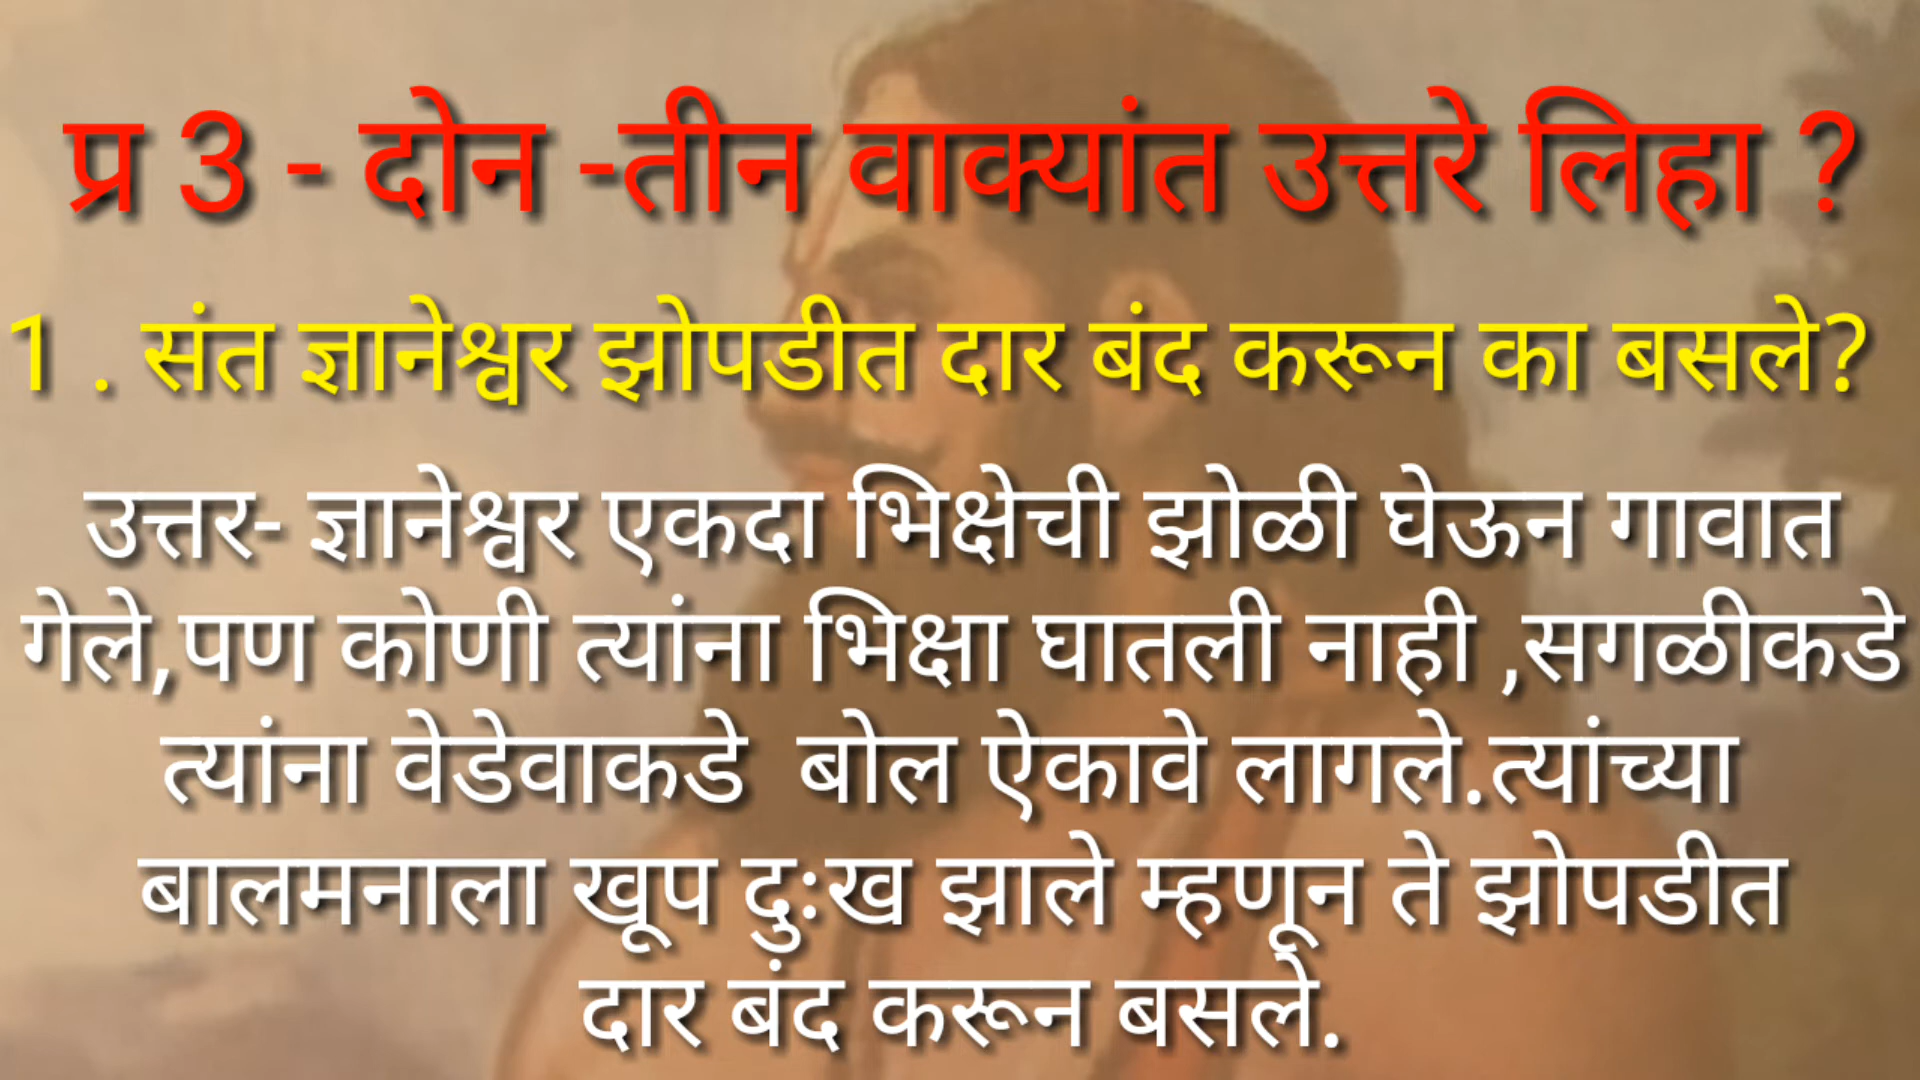 प्र 3 - दोन -तीन वाक्यांत उत्तरे लिहा ?
1 . संत ज्ञानेश्वर झोपडीत दार बंद करून का बसले?
उत्तर- ज्ञानेश्वर एकदा भिक्षेची झोळी घेऊन गावात
गेले,पण कोणी त्यांना भिक्षा घातली नाही ,सगळीकडे
त्यांना वेडेवाकडे बोल ऐकावे लागले.त्यांच्या
बालमनाला खूप दुःख झाले म्हणून ते झोपडीत
दार बंद करून बसले.